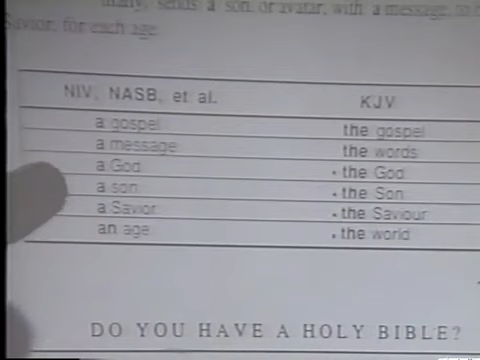 many, sends a son, or avatar, with a message, to
Savior, for each age.
NIV, NASB, et al. KJV
a gospel the gospel
a message the words
a God • the God
a son • the Son
a Savior • the Saviour
an age • the world
DO YOU HAVE A HOLY BIBLE?